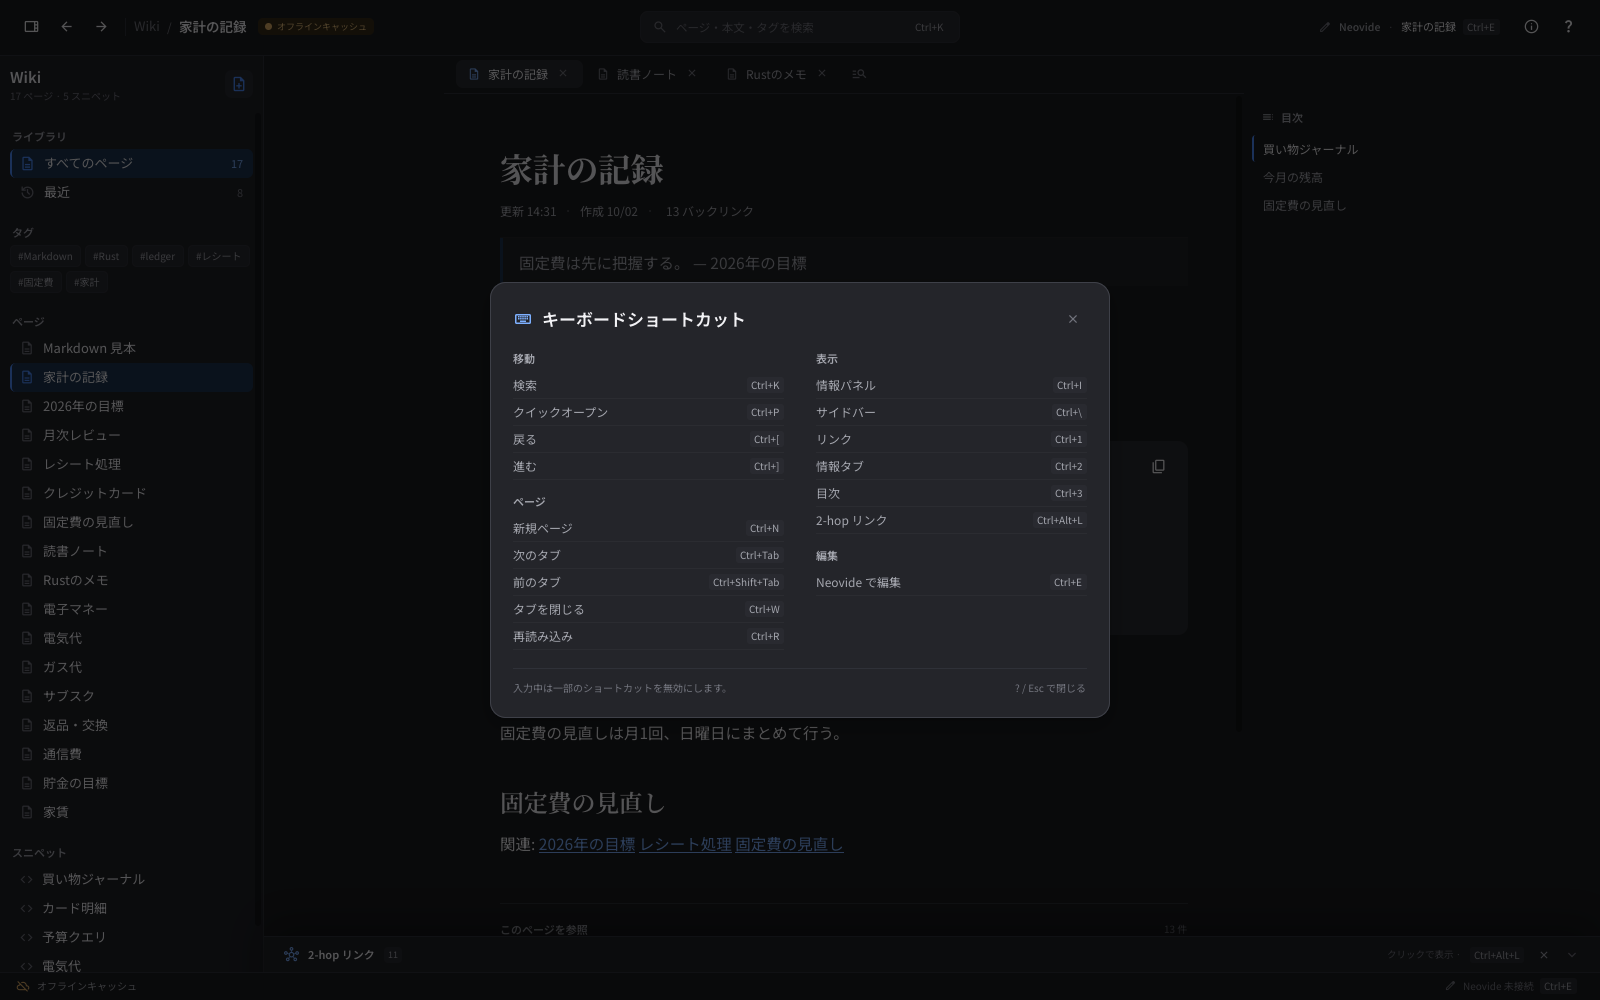 Wiki / 家計の記録 オフラインキャッシュ
ページ・本文・タグを検索 Ctrl+K
Neovide · 家計の記録 Ctrl+E ?
Wiki
17 ページ · 5 スニペット
ライブラリ
すべてのページ 17
最近 8
タグ
#Markdown #Rust #ledger #レシート
#固定費 #家計
ページ
Markdown 見本
家計の記録
2026年の目標
月次レビュー
レシート処理
クレジットカード
固定費の見直し
読書ノート
Rustのメモ
電子マネー
電気代
ガス代
サブスク
返品・交換
通信費
貯金の目標
家賃
スニペット
買い物ジャーナル
カード明細
予算クエリ
電気代
家計の記録 読書ノート Rustのメモ
家計の記録
更新 14:31 · 作成 10/02 · 13 バックリンク
固定費は先に把握する。 — 2026年の目標
キーボードショートカット
移動
検索 Ctrl+K
クイックオープン Ctrl+P
戻る Ctrl+[
進む Ctrl+]
ページ
新規ページ Ctrl+N
次のタブ Ctrl+Tab
前のタブ Ctrl+Shift+Tab
タブを閉じる Ctrl+W
再読み込み Ctrl+R
表示
情報パネル Ctrl+I
サイドバー Ctrl+\
リンク Ctrl+1
情報タブ Ctrl+2
目次 Ctrl+3
2-hop リンク Ctrl+Alt+L
編集
Neovide で編集 Ctrl+E
入力中は一部のショートカットを無効にします。 ? / Esc で閉じる
固定費の見直しは月1回、日曜日にまとめて行う。
固定費の見直し
関連: 2026年の目標 レシート処理 固定費の見直し
このページを参照 13 件
目次
買い物ジャーナル
今月の残高
固定費の見直し
2-hop リンク 11 クリックで表示 · Ctrl+Alt+L
オフラインキャッシュ Neovide 未接続 Ctrl+E